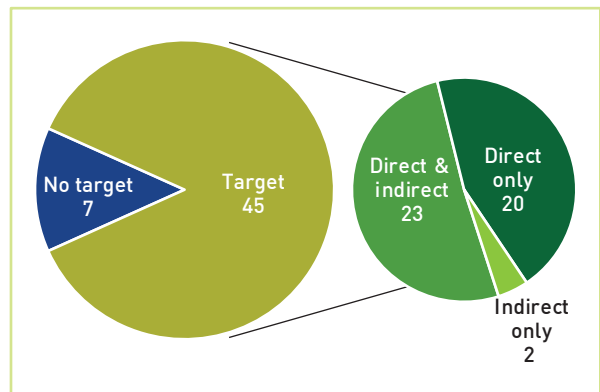 No target
7
Target
45
Direct &
indirect
23
Direct
only
20
Indirect
only
2